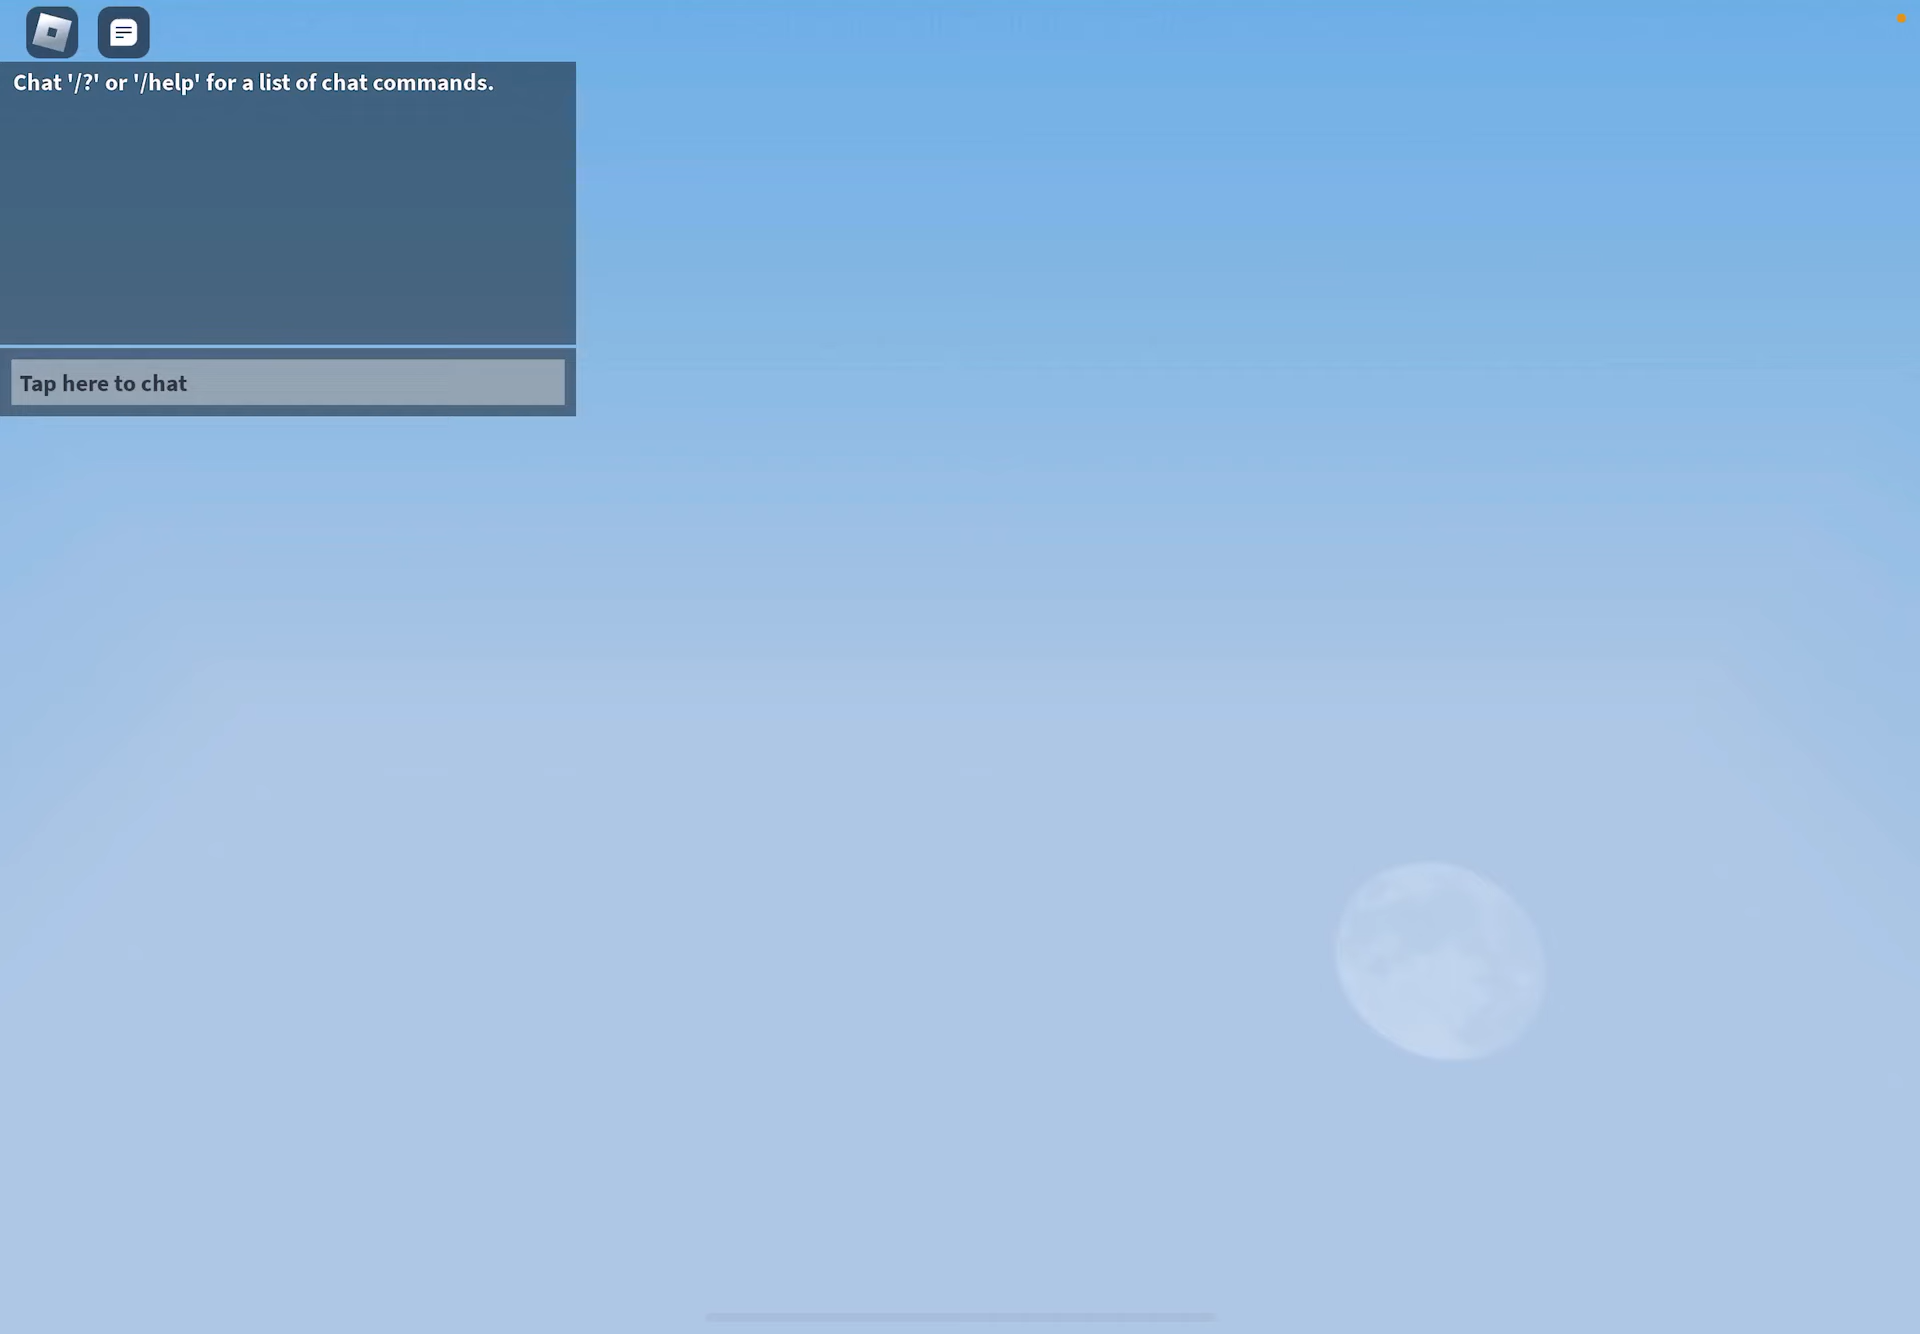 Chat '/?' or '/help' for a list of chat commands.
Tap here to chat